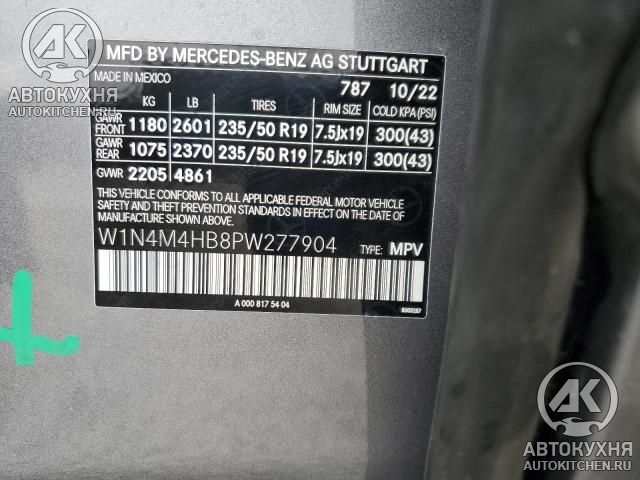 MFD BY MERCEDES-BENZ AG STUTTGART
MADE IN MEXICO 787 10/22
KG LB TIRES RIM SIZE COLD KPA (PSI)
GAWR FRONT 1180 2601 235/50 R19 7.5Jx19 300(43)
GAWR REAR 1075 2370 235/50 R19 7.5Jx19 300(43)
GVWR 2205 4861
THIS VEHICLE CONFORMS TO ALL APPLICABLE FEDERAL MOTOR VEHICLE
SAFETY AND THEFT PREVENTION STANDARDS IN EFFECT ON THE DATE OF
MANUFACTURE SHOWN ABOVE.
W1N4M4HB8PW277904 TYPE: MPV
A 000 817 54 04
АК
АВТОКУХНЯ
AUTOKITCHEN.RU
АК
АВТОКУХНЯ
AUTOKITCHEN.RU